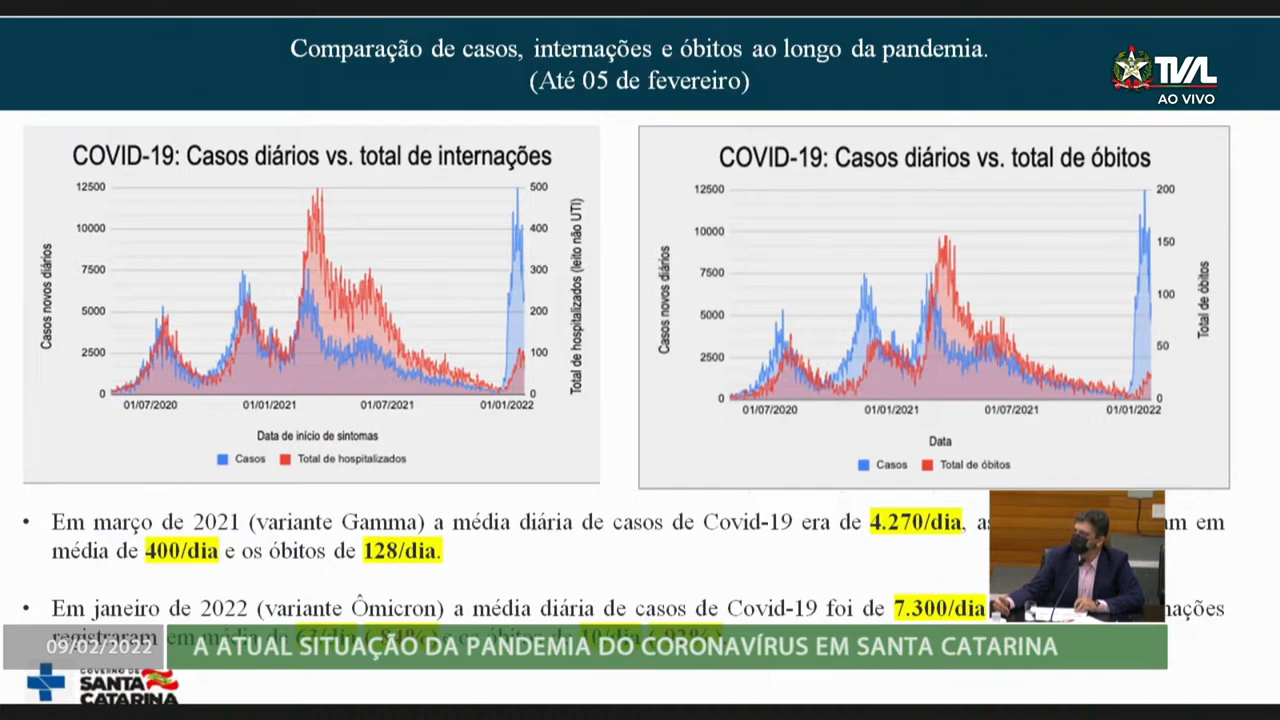 Comparação de casos, internações e óbitos ao longo da pandemia.
(Até 05 de fevereiro)
TVAL
AO VIVO
COVID-19: Casos diários vs. total de internações
12500
10000
7500
5000
2500
0
Casos novos diários
500
400
300
200
100
0
Total de hospitalizados (leito não UTI)
01/07/2020
01/01/2021
01/07/2021
01/01/2022
Data de início de sintomas
Casos
Total de hospitalizados
COVID-19: Casos diários vs. total de óbitos
12500
10000
7500
5000
2500
0
Casos novos diários
200
150
100
50
0
Total de óbitos
01/07/2020
01/01/2021
01/07/2021
01/01/2022
Data
Casos
Total de óbitos
• Em março de 2021 (variante Gamma) a média diária de casos de Covid-19 era de 4.270/dia, em
média de 400/dia e os óbitos de 128/dia.
• Em janeiro de 2022 (variante Ômicron) a média diária de casos de Covid-19 foi de 7.300/dia
registraram em média de
09/02/2022
A ATUAL SITUAÇÃO DA PANDEMIA DO CORONAVÍRUS EM SANTA CATARINA
GOVERNO DE
SANTA
CATARINA